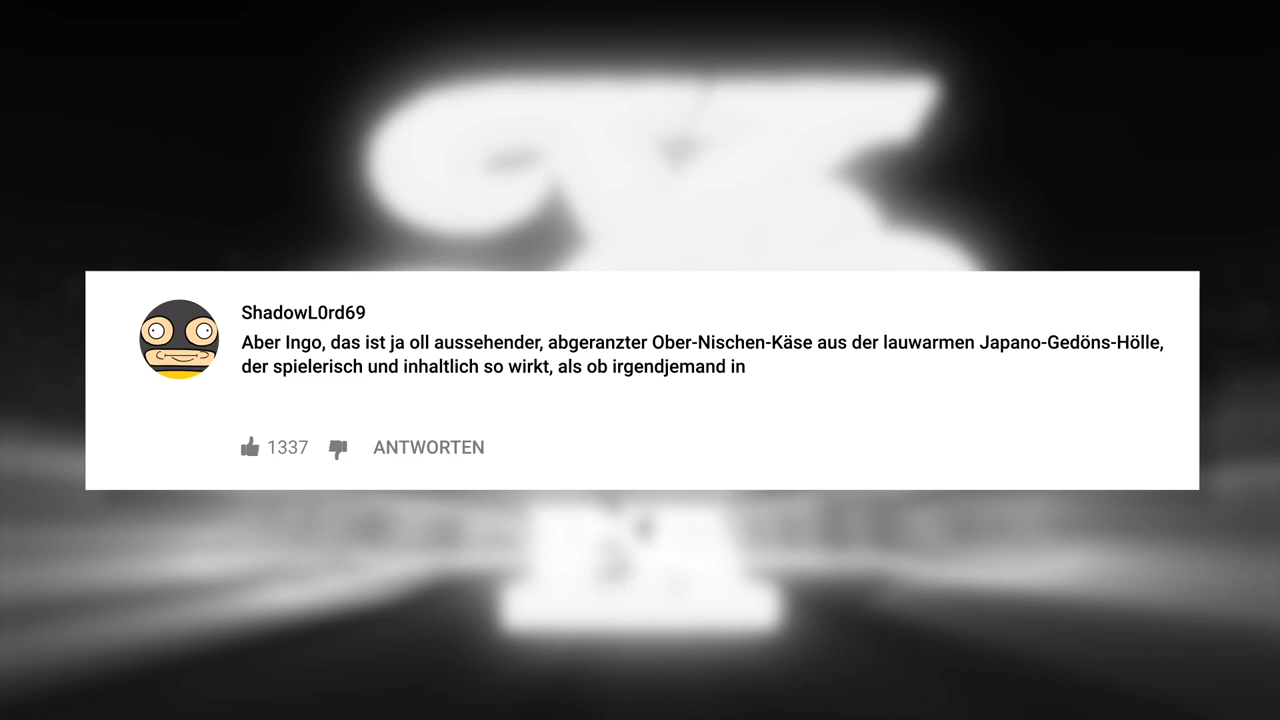 ShadowL0rd69
Aber Ingo, das ist ja oll aussehender, abgeranzter Ober-Nischen-Käse aus der lauwarmen Japano-Gedöns-Hölle,
der spielerisch und inhaltlich so wirkt, als ob irgendjemand in
1337
ANTWORTEN